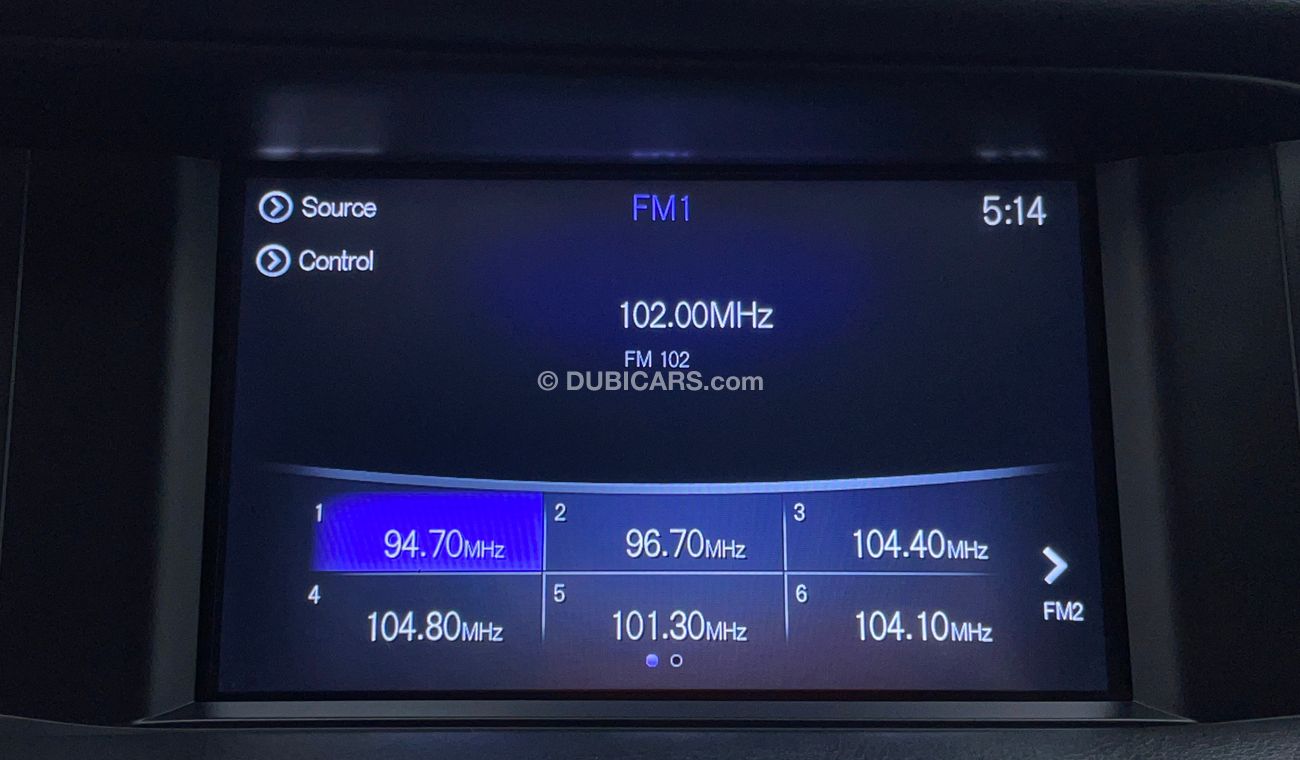 Source FM1 5:14
Control
102.00MHz
FM 102
© DUBICARS.com
1 2 3
94.70MHz 96.70MHz 104.40MHz
4 5 6
104.80MHz 101.30MHz 104.10MHz
FM2